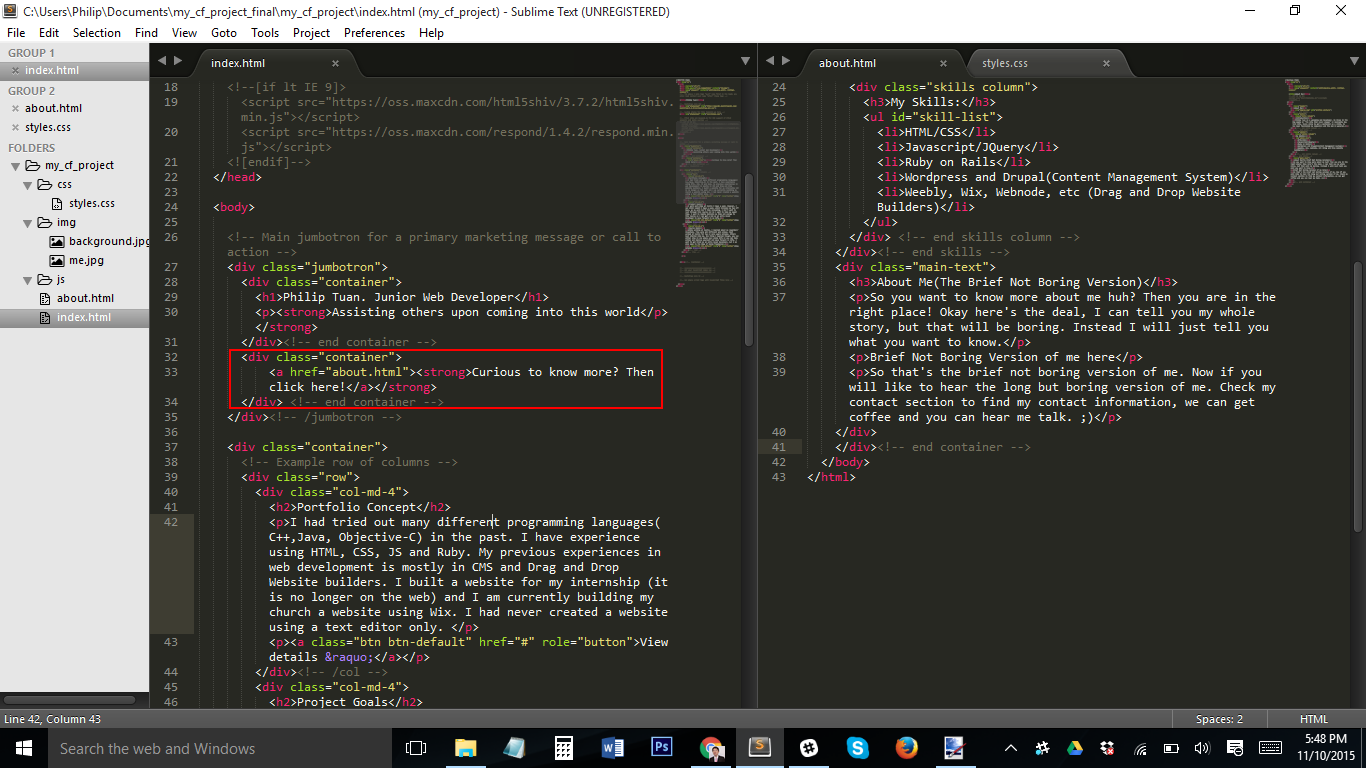 C:\Users\Philip\Documents\my_cf_project_final\my_cf_project\index.html (my_cf_project) - Sublime Text (UNREGISTERED)
File Edit Selection Find View Goto Tools Project Preferences Help
GROUP 1
index.html
GROUP 2
about.html
styles.css
FOLDERS
my_cf_project
css
styles.css
img
background.jpg
me.jpg
js
about.html
index.html
index.html
18 <!--[if lt IE 9]>
19 <script src="https://oss.maxcdn.com/html5shiv/3.7.2/html5shiv.
min.js"></script>
20 <script src="https://oss.maxcdn.com/respond/1.4.2/respond.min.
js"></script>
21 <![endif]-->
22 </head>
23
24 <body>
25
26 <!-- Main jumbotron for a primary marketing message or call to
action -->
27 <div class="jumbotron">
28 <div class="container">
29 <h1>Philip Tuan. Junior Web Developer</h1>
30 <p><strong>Assisting others upon coming into this world</p>
</strong>
31 </div><!-- end container -->
32 <div class="container">
33 <a href="about.html"><strong>Curious to know more? Then
click here!</a></strong>
34 </div> <!-- end container -->
35 </div><!-- /jumbotron -->
36
37 <div class="container">
38 <!-- Example row of columns -->
39 <div class="row">
40 <div class="col-md-4">
41 <h2>Portfolio Concept</h2>
42 <p>I had tried out many different programming languages(
C++,Java, Objective-C) in the past. I have experience
using HTML, CSS, JS and Ruby. My previous experiences in
web development is mostly in CMS and Drag and Drop
Website builders. I built a website for my internship (it
is no longer on the web) and I am currently building my
church a website using Wix. I had never created a website
using a text editor only. </p>
43 <p><a class="btn btn-default" href="#" role="button">View
details &raquo;</a></p>
44 </div><!-- /col -->
45 <div class="col-md-4">
46 <h2>Project Goals</h2>
about.html
styles.css
24 <div class="skills column">
25 <h3>My Skills:</h3>
26 <ul id="skill-list">
27 <li>HTML/CSS</li>
28 <li>Javascript/JQuery</li>
29 <li>Ruby on Rails</li>
30 <li>Wordpress and Drupal(Content Management System)</li>
31 <li>Weebly, Wix, Webnode, etc (Drag and Drop Website
Builders)</li>
32 </ul>
33 </div> <!-- end skills column -->
34 </div><!-- end skills -->
35 <div class="main-text">
36 <h3>About Me(The Brief Not Boring Version)</h3>
37 <p>So you want to know more about me huh? Then you are in the
right place! Okay here's the deal, I can tell you my whole
story, but that will be boring. Instead I will just tell you
what you want to know.</p>
38 <p>Brief Not Boring Version of me here</p>
39 <p>So that's the brief not boring version of me. Now if you
will like to hear the long but boring version of me. Check my
contact section to find my contact information, we can get
coffee and you can hear me talk. ;)</p>
40 </div>
41 </div><!-- end container -->
42 </body>
43 </html>
Line 42, Column 43
Spaces: 2
HTML
Search the web and Windows
5:48 PM
11/10/2015